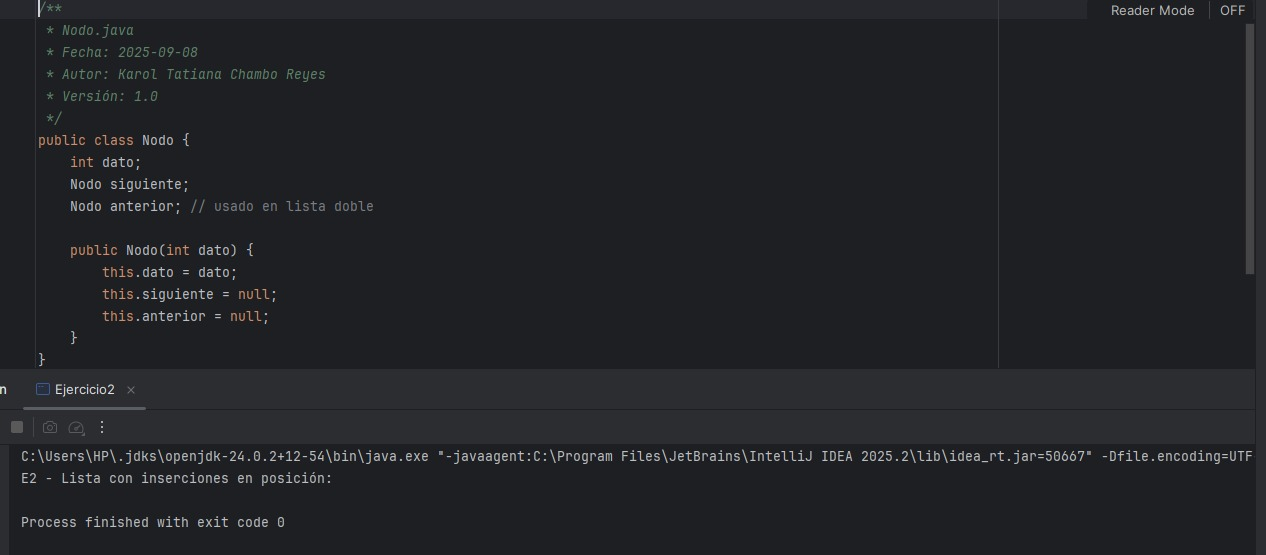 /**
Reader Mode OFF
 * Nodo.java
 * Fecha: 2025-09-08
 * Autor: Karol Tatiana Chambo Reyes
 * Versión: 1.0
 */
public class Nodo {
    int dato;
    Nodo siguiente;
    Nodo anterior; // usado en lista doble
    public Nodo(int dato) {
        this.dato = dato;
        this.siguiente = null;
        this.anterior = null;
    }
}
n Ejercicio2 ×
C:\Users\HP\.jdks\openjdk-24.0.2+12-54\bin\java.exe "-javaagent:C:\Program Files\JetBrains\IntelliJ IDEA 2025.2\lib\idea_rt.jar=50667" -Dfile.encoding=UTF
E2 - Lista con inserciones en posición:
Process finished with exit code 0